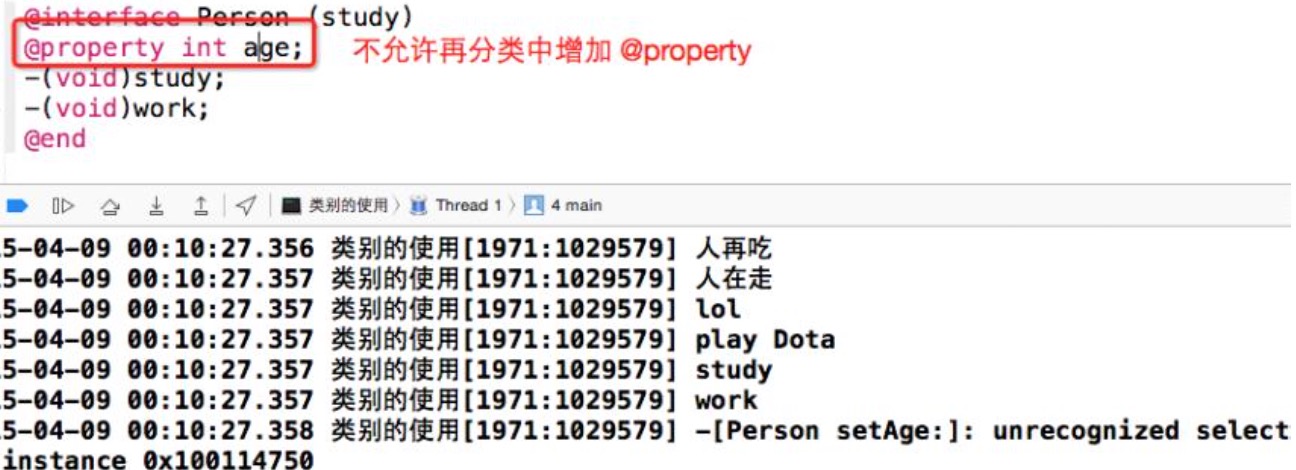 @interface Person (study)
@property int age; 不允许再分类中增加 @property
-(void)study;
-(void)work;
@end
类别的使用 〉 Thread 1 〉 4 main
5-04-09 00:10:27.356 类别的使用[1971:1029579] 人再吃
5-04-09 00:10:27.357 类别的使用[1971:1029579] 人在走
5-04-09 00:10:27.357 类别的使用[1971:1029579] lol
5-04-09 00:10:27.357 类别的使用[1971:1029579] play Dota
5-04-09 00:10:27.357 类别的使用[1971:1029579] study
5-04-09 00:10:27.357 类别的使用[1971:1029579] work
5-04-09 00:10:27.358 类别的使用[1971:1029579] -[Person setAge:]: unrecognized select
instance 0x100114750